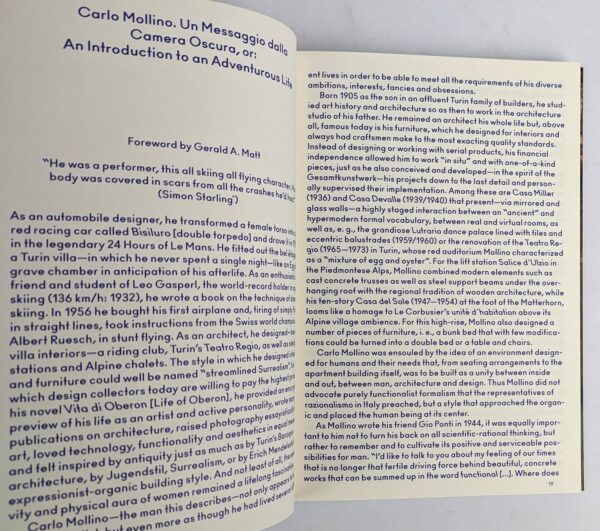 Carlo Mollino. Un Messaggio dalla
Camera Oscura, or:
An Introduction to an Adventurous Life
Foreword by Gerald A. Matt
“He was a performer, this all skiing all flying character. His
body was covered in scars from all the crashes he’d had”
(Simon Starling)
As an automobile designer, he transformed a female torso into a
red racing car called Bisiluro [double torpedo] and drove it in 19
in the legendary 24 Hours of Le Mans. He fitted out the bed
a Turin villa—in which he never spent a single night—like an Eg
grave chamber in anticipation of his afterlife. As an enthusiastic
friend and student of Leo Gasperl, the world-record holder in
skiing (136 km/h: 1932), he wrote a book on the technique of
skiing. In 1956 he bought his first airplane and, tiring of simply
in straight lines, took instructions from the Swiss world champion
Albert Ruesch, in stunt flying. As an architect, he designed—b
villa interiors—a riding club, Turin’s Teatro Regio, as well as
stations and Alpine chalets. The style in which he designed
and furniture could well be named “streamlined Surrealism”,
which design collectors today are willing to pay the highest
his novel Vita di Oberon [Life of Oberon], he provided an
preview of his life as an artist and active personality, wrote
publications on architecture, raised photography essayistically
art, loved technology, functionality and aesthetics in equal
and felt inspired by antiquity just as much as by Turin’s Baroque
architecture, by Jugendstil, Surrealism, or by Erich Mendelsohn’s
expressionist-organic building style. And not least of all, the
vity and physical aura of women remained a lifelong fascination
Carlo Mollino—the man this describes—not only appears
but even more as though he had lived several
ent lives in order to be able to meet all the requirements of his diverse
ambitions, interests, fancies and obsessions.
Born 1905 as the son in an affluent Turin family of builders, he stud-
ied art history and architecture so as then to work in the architecture
studio of his father. He remained an architect his whole life but, above
all, famous today is his furniture, which he designed for interiors and
always had craftsmen make to the most exacting quality standards.
Instead of designing or working with serial products, his financial
independence allowed him to work “in situ” and with one-of-a-kind
pieces, just as he also conceived and developed—in the spirit of the
Gesamtkunstwerk—his projects down to the last detail and person-
ally supervised their implementation. Among these are Casa Miller
(1936) and Casa Devalle (1939/1940) that present—via mirrored and
glass walls—a highly staged interaction between an “ancient” and
hypermodern formal vocabulary, between real and virtual rooms, as
well as, e. g., the grandiose Lutrario dance palace lined with tiles and
eccentric balustrades (1959/1960) or the renovation of the Teatro Re-
gio (1965—1973) in Turin, whose red auditorium Mollino characterized
as a “mixture of egg and oyster”. For the lift station Salice d’Ulzio in
the Piedmontese Alps, Mollino combined modern elements such as
cast concrete trusses as well as steel support beams under the over-
hanging roof with the regional tradition of wooden architecture, while
his ten-story Casa del Sole (1947—1954) at the foot of the Matterhorn,
looms like a homage to Le Corbusier’s unité d’habitation above its
Alpine village ambience. For this high-rise, Mollino also designed a
number of pieces of furniture, i. e., a bunk bed that with few modifica-
tions could be turned into a double bed or a table and chairs.
Carlo Mollino was ensouled by the idea of an environment design-
ed for humans and their needs that, from seating arrangements to the
apartment building itself, was to be built as a unity between inside
and out, between man, architecture and design. Thus Mollino did not
advocate purely functionalist formalism that the representatives of
razionalismo in Italy preached, but a style that approached the organ-
ic and placed the human being at its center.
As Mollino wrote his friend Gio Ponti in 1944, it was equally impor-
tant to him not to turn his back on all scientific-rational thinking, but
rather to remember and to cultivate its positive and serviceable pos-
sibilities for man. “I’d like to talk to you about my feeling of our times
that is no longer that fertile driving force behind beautiful, concrete
works that can be summed up in the word functional [...]. Where does